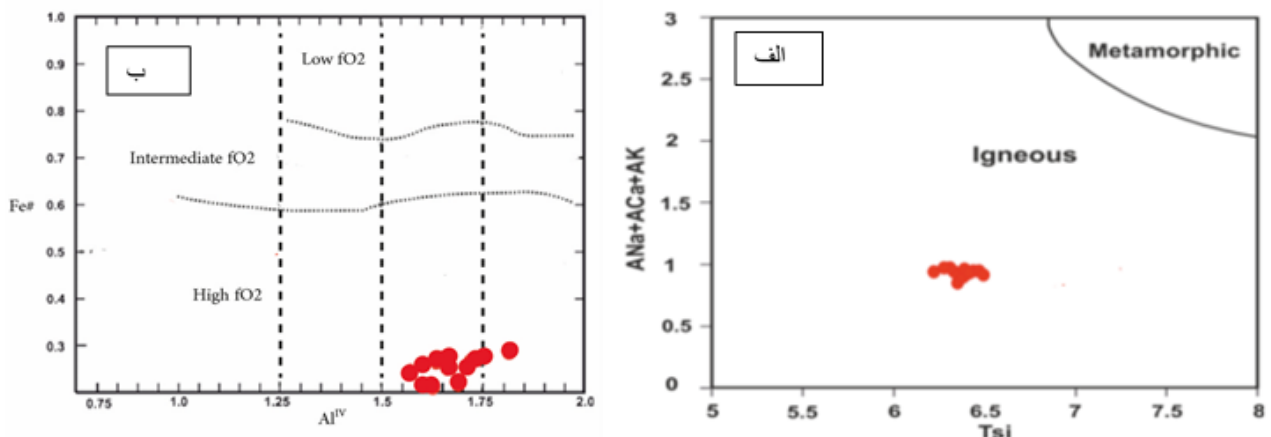 ب
1.0
0.9
0.8
0.7
0.6
0.5
0.4
0.3
Fe#
Low fO2
Intermediate fO2
High fO2
0.75
1.0
1.25
1.5
1.75
2.0
Al^IV
الف
3
2.5
2
1.5
1
0.5
0
ANa+ACa+AK
Metamorphic
Igneous
5
5.5
6
6.5
7
7.5
8
Tsi